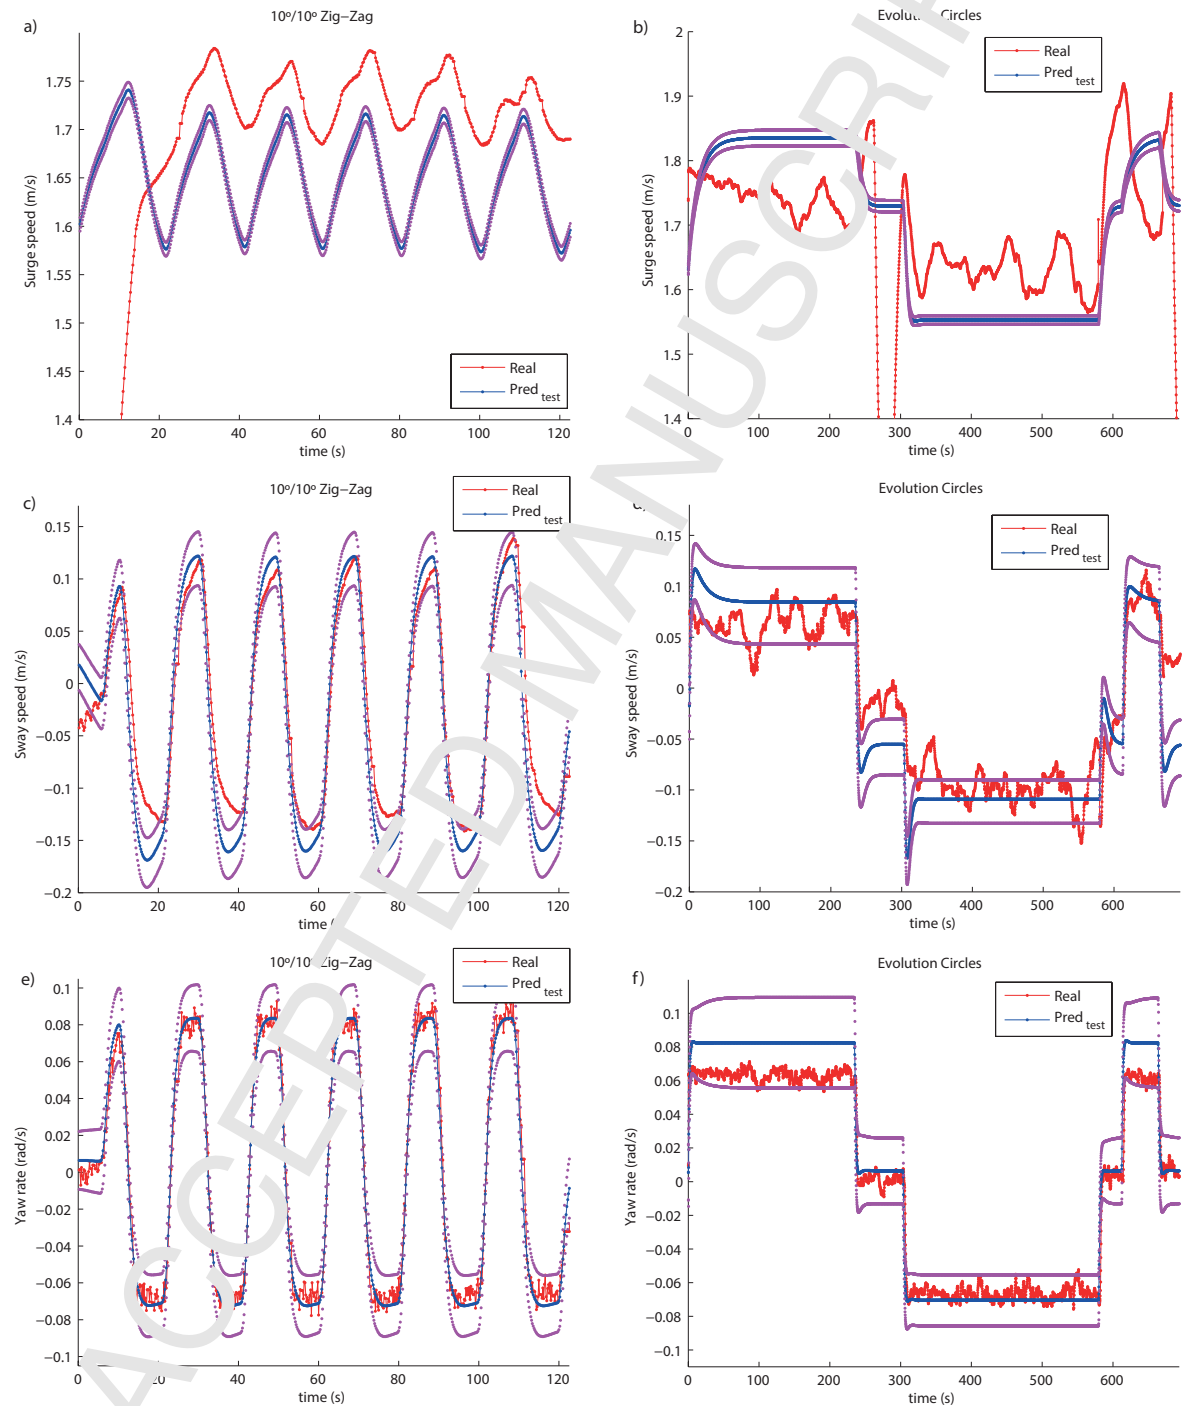 a)
10º/10º Zig−Zag
1.75
1.7
1.65
1.6
1.55
1.5
1.45
1.4
Surge speed (m/s)
0 20 40 60 80 100 120
time (s)
Real
Pred test
b)
Evolution Circles
2
1.9
1.8
1.7
1.6
1.5
1.4
Surge speed (m/s)
0 100 200 300 400 500 600
time (s)
Real
Pred test
c)
10º/10º Zig−Zag
0.15
0.1
0.05
0
−0.05
−0.1
−0.15
−0.2
Sway speed (m/s)
0 20 40 60 80 100 120
time (s
Real
Pred test
Evolution Circles
0.15
0.1
0.05
0
−0.05
−0.1
−0.15
−0.2
Sway speed (m/s)
0 100 200 300 400 500 600
time (s)
Real
Pred test
e)
10º/10º Zig−Zag
0.1
0.08
0.06
0.04
0.02
0
−0.02
−0.04
−0.06
−0.08
−0.1
Yaw rate (rad/s)
0 20 40 60 80 100 120
time (s)
Real
Pred test
f)
Evolution Circles
0.1
0.08
0.06
0.04
0.02
0
−0.02
−0.04
−0.06
−0.08
−0.1
Yaw rate (rad/s)
0 100 200 300 400 500 600
time (s)
Real
Pred test
ACCEPTED MANUSCRIP